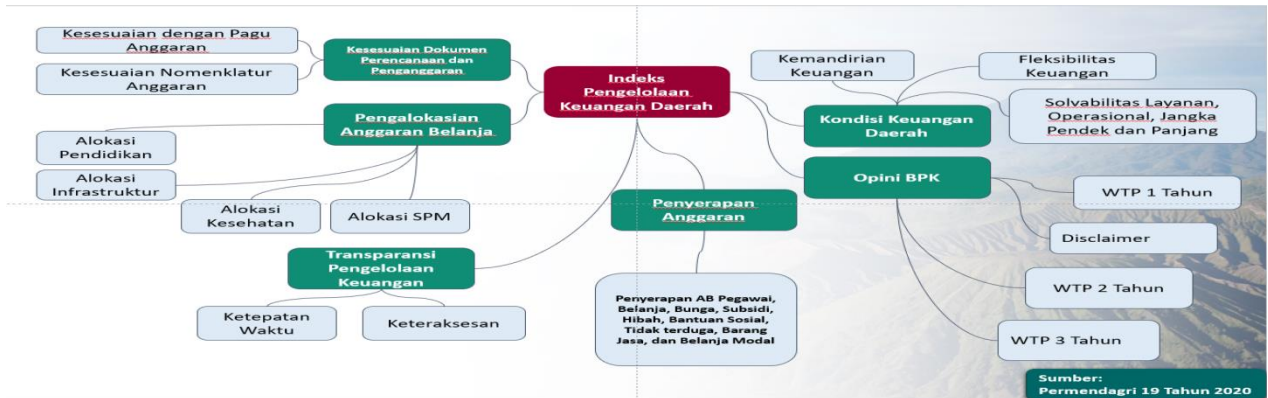 Kesesuaian dengan Pagu
Anggaran
Kesesuaian Nomenklatur
Anggaran
Kesesuaian Dokumen
Perencanaan dan
Penganggaran
Indeks
Pengelolaan
Keuangan Daerah
Kemandirian
Keuangan
Fleksibilitas
Keuangan
Solvabilitas Layanan,
Operasional, Jangka
Pendek dan Panjang
Kondisi Keuangan
Daerah
Pengalokasian
Anggaran Belanja
Alokasi
Pendidikan
Alokasi
Infrastruktur
Alokasi
Kesehatan
Alokasi SPM
Opini BPK
WTP 1 Tahun
Disclaimer
WTP 2 Tahun
WTP 3 Tahun
Penyerapan
Anggaran
Transparansi
Pengelolaan
Keuangan
Ketepatan
Waktu
Keteraksesan
Penyerapan AB Pegawai,
Belanja, Bunga, Subsidi,
Hibah, Bantuan Sosial,
Tidak terduga, Barang
Jasa, dan Belanja Modal
Sumber:
Permendagri 19 Tahun 2020